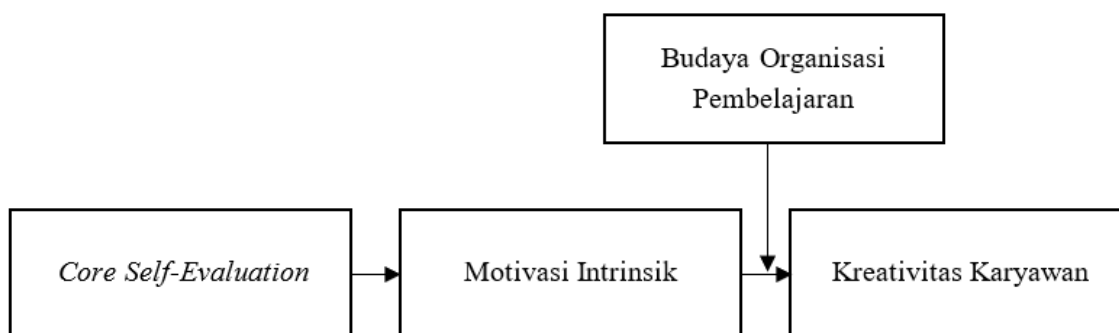 Budaya Organisasi
Pembelajaran
Core Self-Evaluation
Motivasi Intrinsik
Kreativitas Karyawan